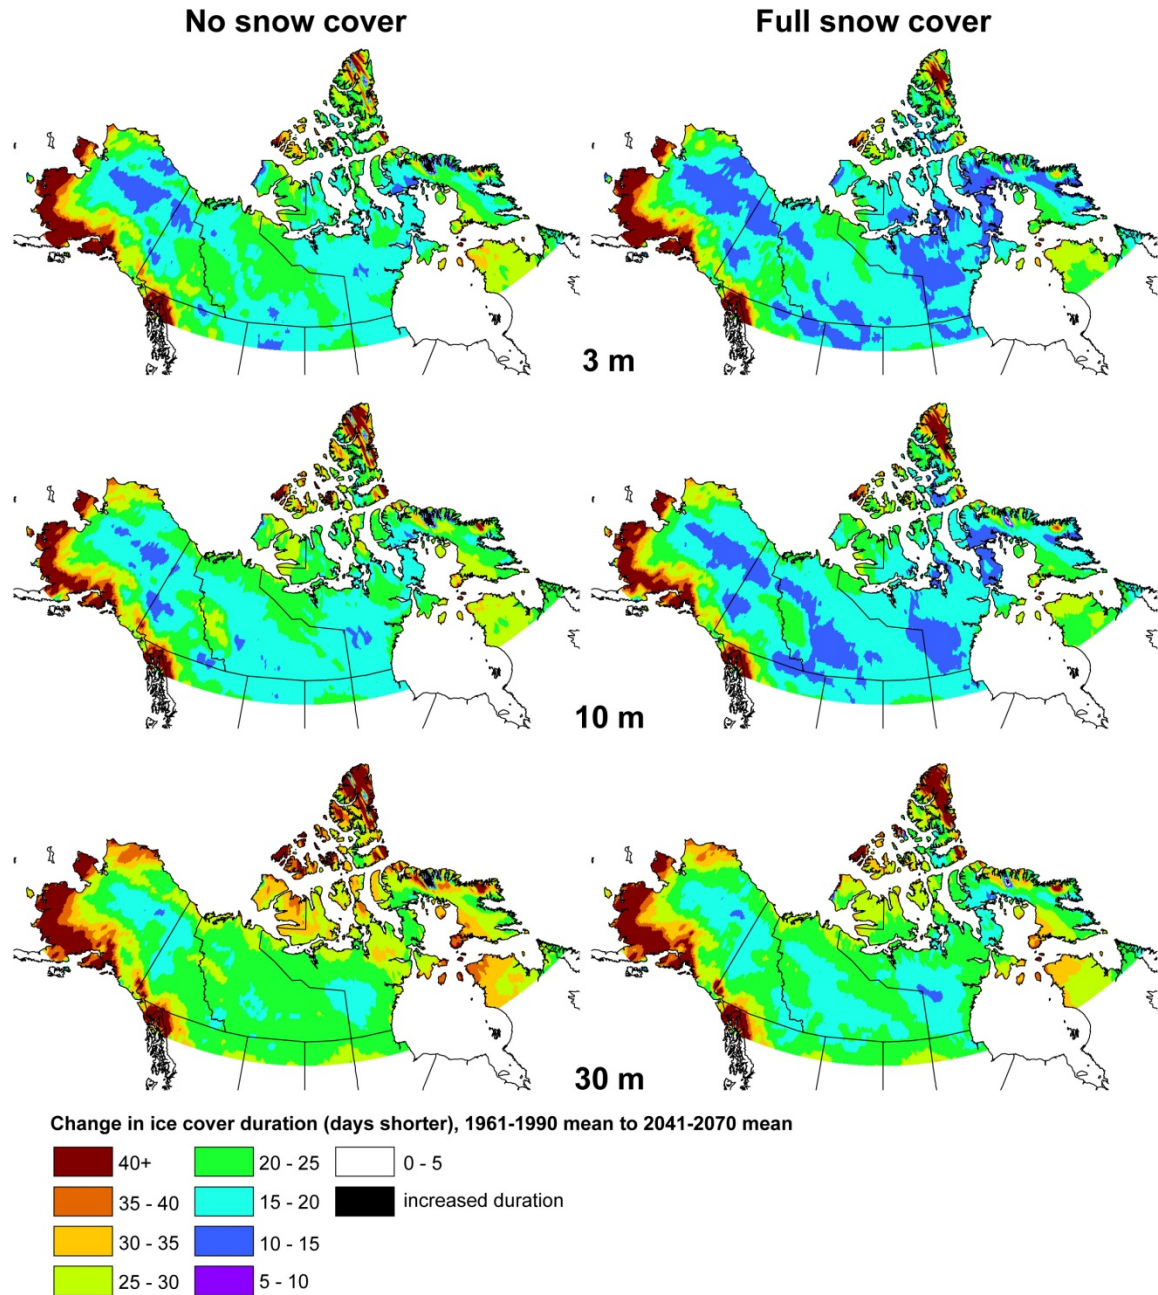 No snow cover
Full snow cover
3 m
10 m
30 m
Change in ice cover duration (days shorter), 1961-1990 mean to 2041-2070 mean
40+
20 - 25
0 - 5
35 - 40
15 - 20
increased duration
30 - 35
10 - 15
25 - 30
5 - 10